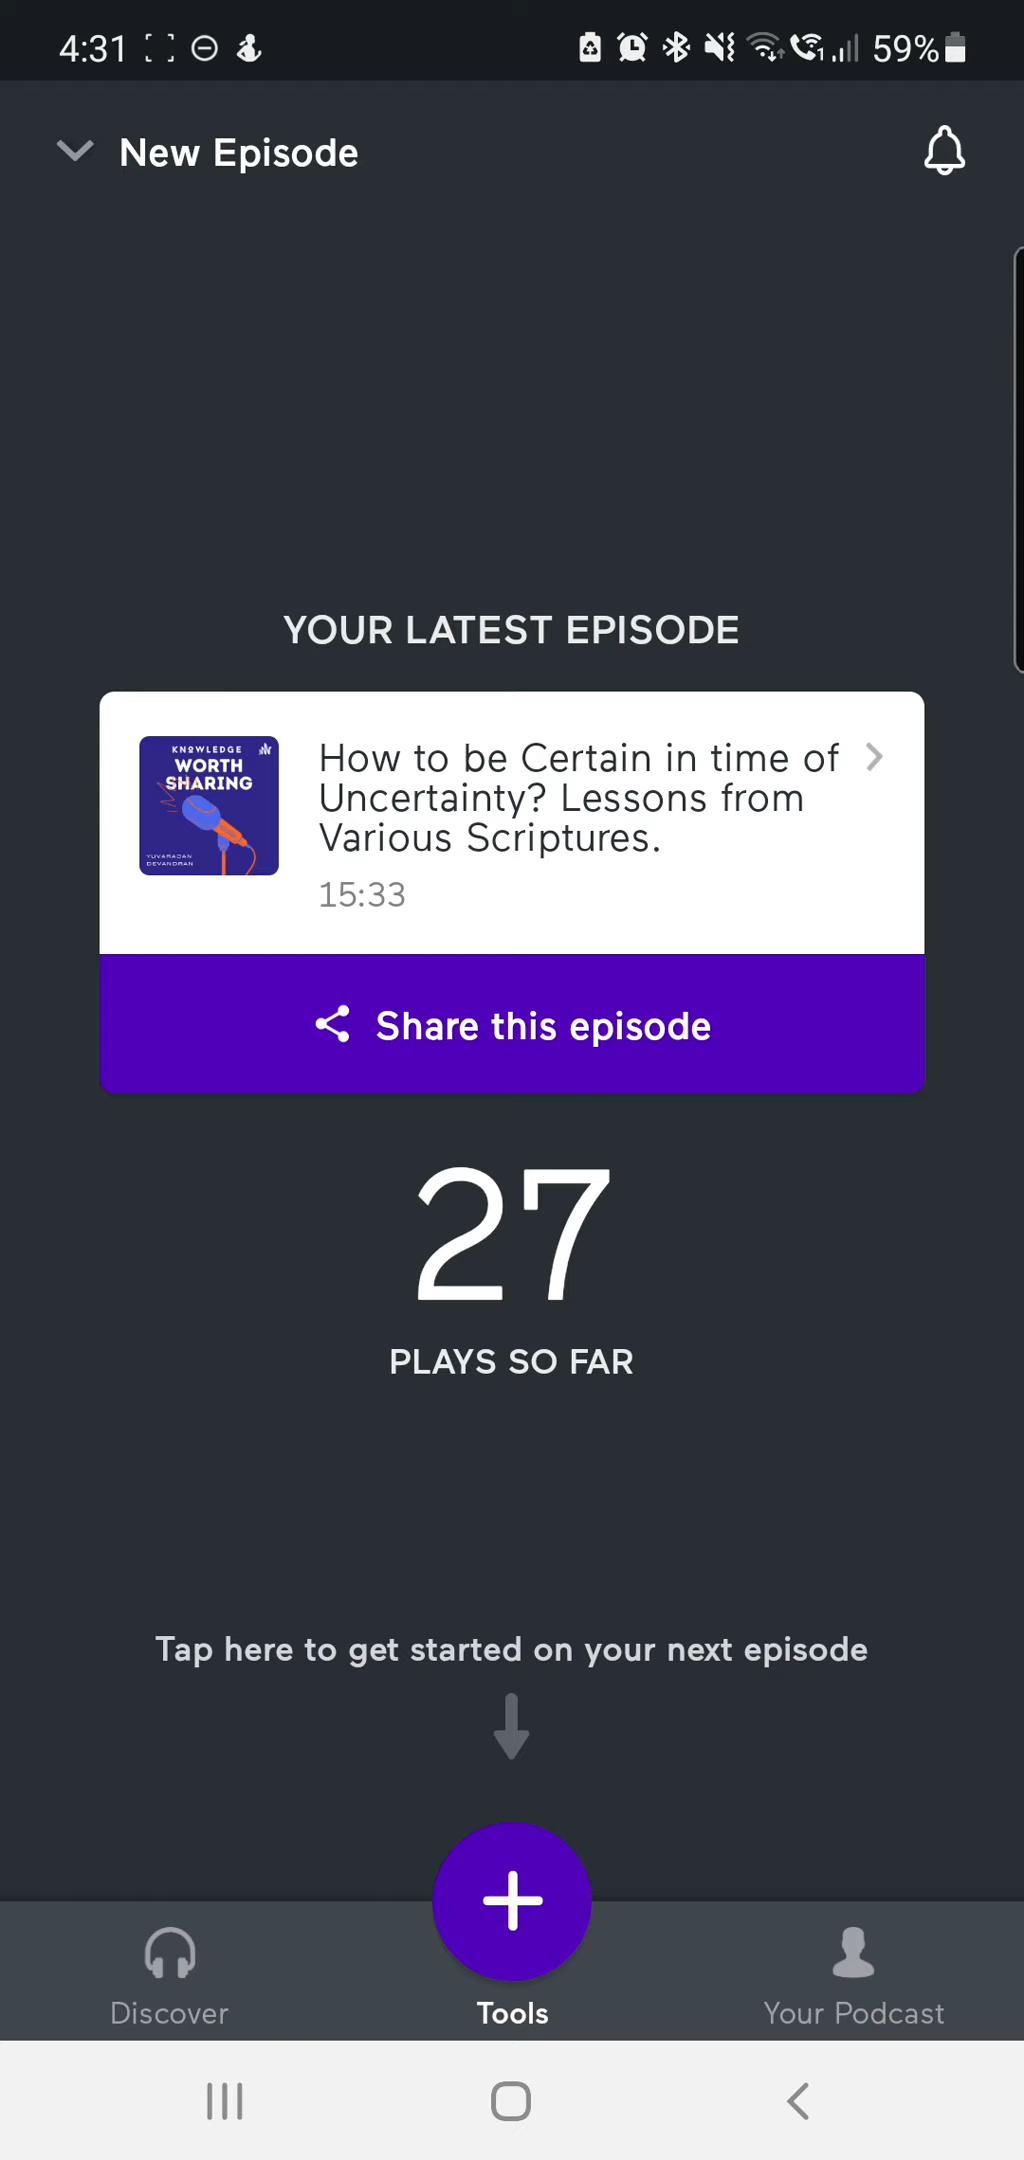 4:31
59%
New Episode
YOUR LATEST EPISODE
KNOWLEDGE
WORTH
SHARING
YUVARAJAN
DEVANDRAN
How to be Certain in time of
Uncertainty? Lessons from
Various Scriptures.
15:33
Share this episode
27
PLAYS SO FAR
Tap here to get started on your next episode
Discover
Tools
Your Podcast